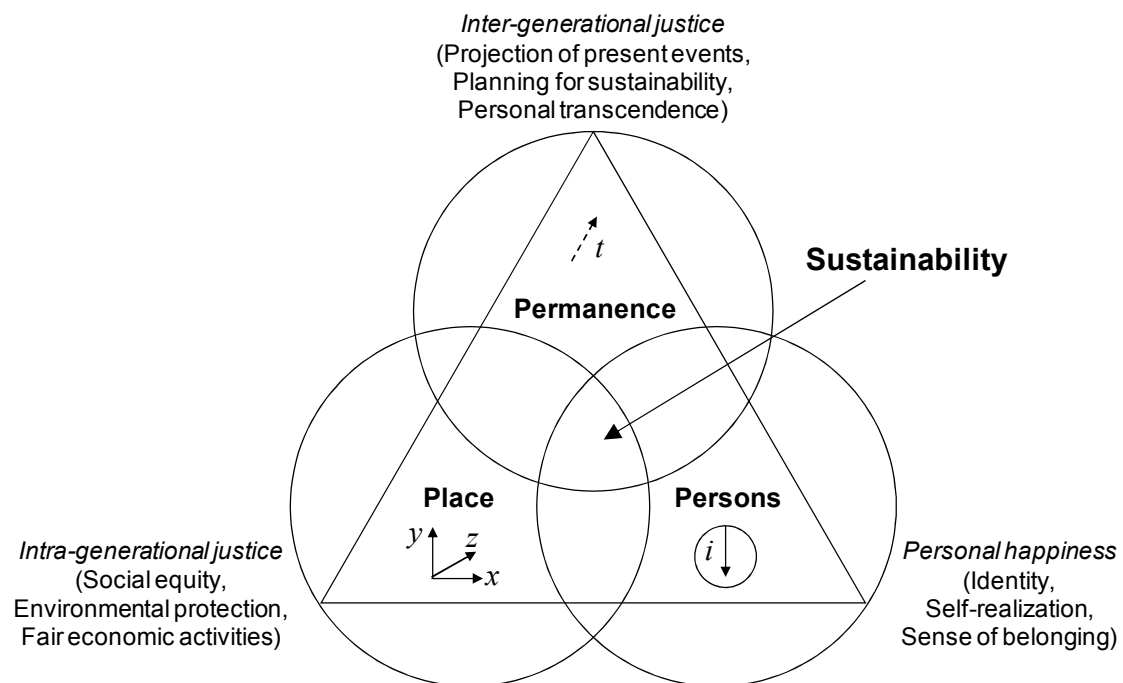 Inter-generational justice
(Projection of present events,
Planning for sustainability,
Personal transcendence)
t
Sustainability
Permanence
Place
Persons
y
z
x
i
Intra-generational justice
(Social equity,
Environmental protection,
Fair economic activities)
Personal happiness
(Identity,
Self-realization,
Sense of belonging)